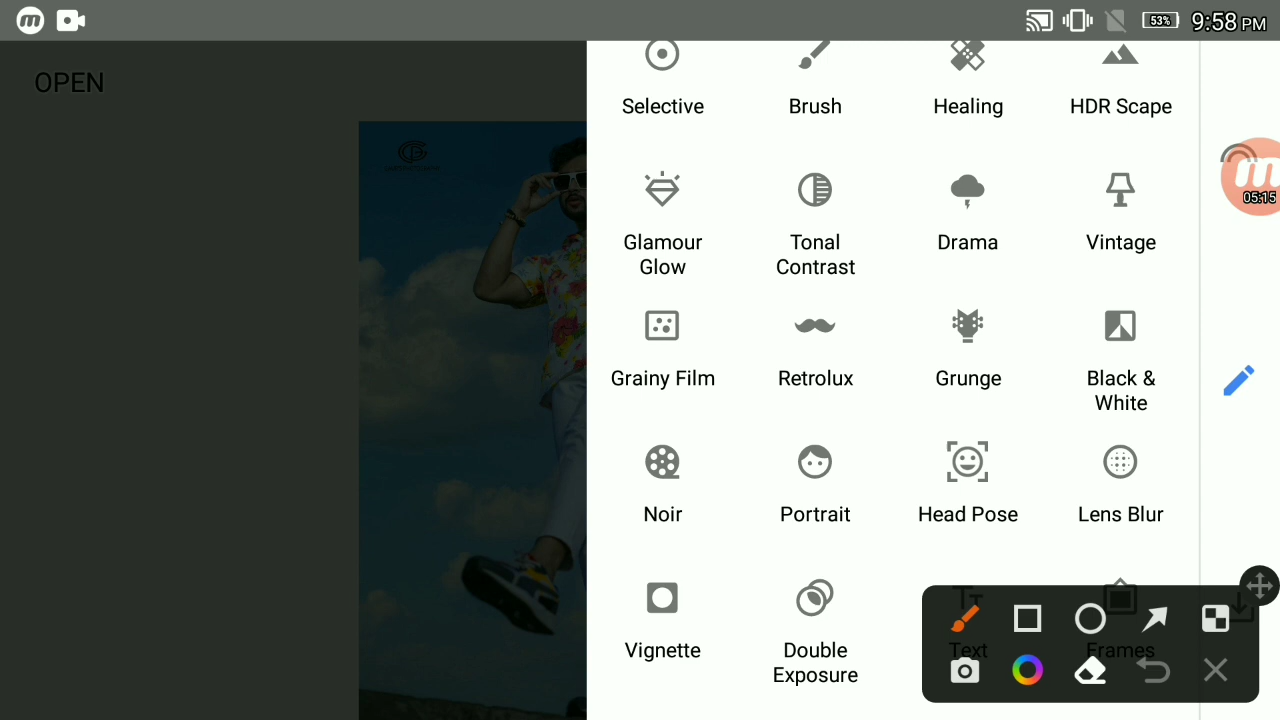 53%
9:58 PM
OPEN
Selective
Brush
Healing
HDR Scape
05:15
Glamour
Glow
Tonal
Contrast
Drama
Vintage
Grainy Film
Retrolux
Grunge
Black &
White
Noir
Portrait
Head Pose
Lens Blur
Vignette
Double
Exposure
Text
Frames